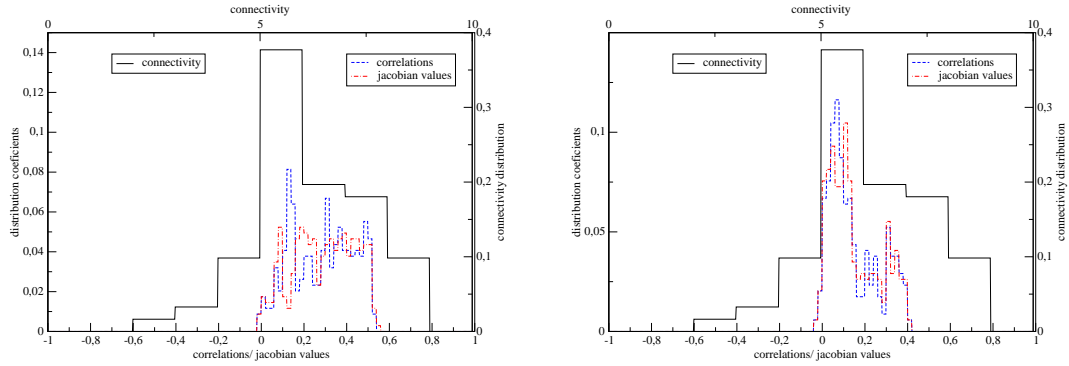 connectivity
0 5 10
connectivity
correlations
jacobian values
0,14
0,12
0,1
0,08
0,06
0,04
0,02
0
distribution coeficients
0,4
0,3
0,2
0,1
0
connectivity distribution
-1 -0,8 -0,6 -0,4 -0,2 0 0,2 0,4 0,6 0,8 1
correlations/ jacobian values
connectivity
0 5 10
connectivity
correlations
jacobian values
0,1
0,05
0
distribution coeficients
0,4
0,3
0,2
0,1
0
connectivity distribution
-1 -0,8 -0,6 -0,4 -0,2 0 0,2 0,4 0,6 0,8 1
correlations/ jacobian values